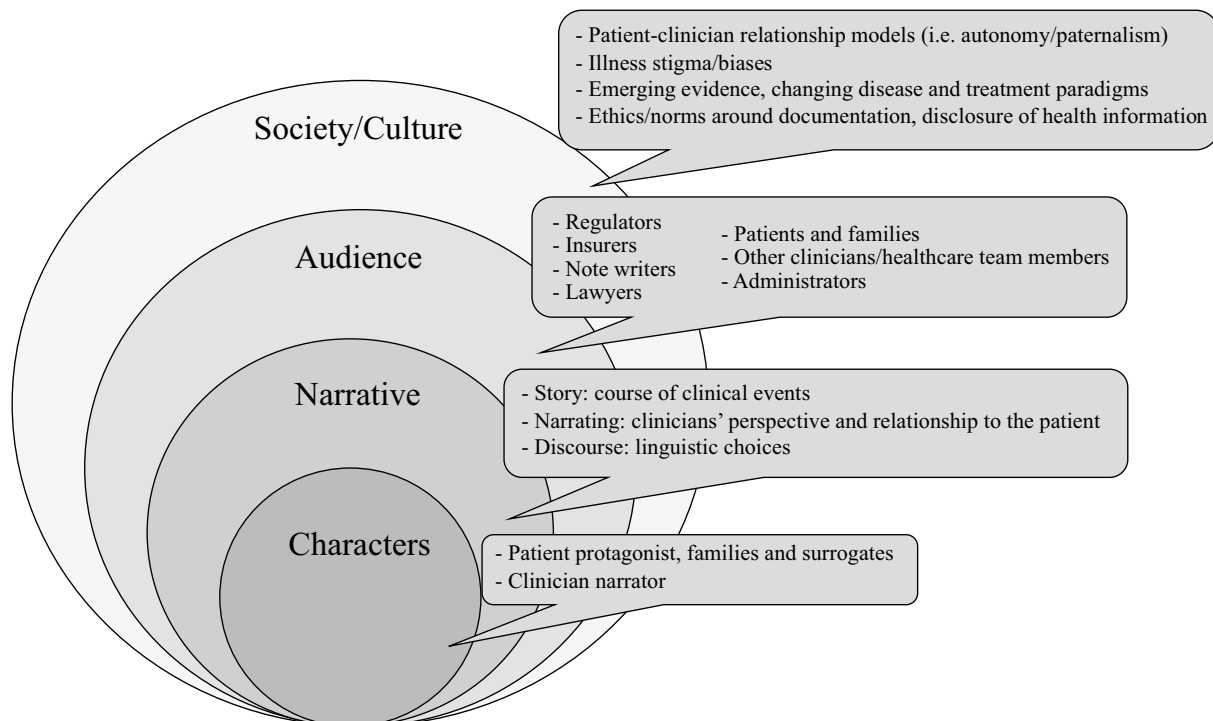 - Patient-clinician relationship models (i.e. autonomy/paternalism)
- Illness stigma/biases
- Emerging evidence, changing disease and treatment paradigms
- Ethics/norms around documentation, disclosure of health information
Society/Culture
- Regulators
- Insurers
- Note writers
- Lawyers
- Patients and families
- Other clinicians/healthcare team members
- Administrators
Audience
- Story: course of clinical events
- Narrating: clinicians’ perspective and relationship to the patient
- Discourse: linguistic choices
Narrative
- Patient protagonist, families and surrogates
- Clinician narrator
Characters